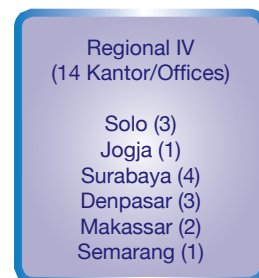 Regional IV
(14 Kantor/Offices)
Solo (3)
Jogja (1)
Surabaya (4)
Denpasar (3)
Makassar (2)
Semarang (1)